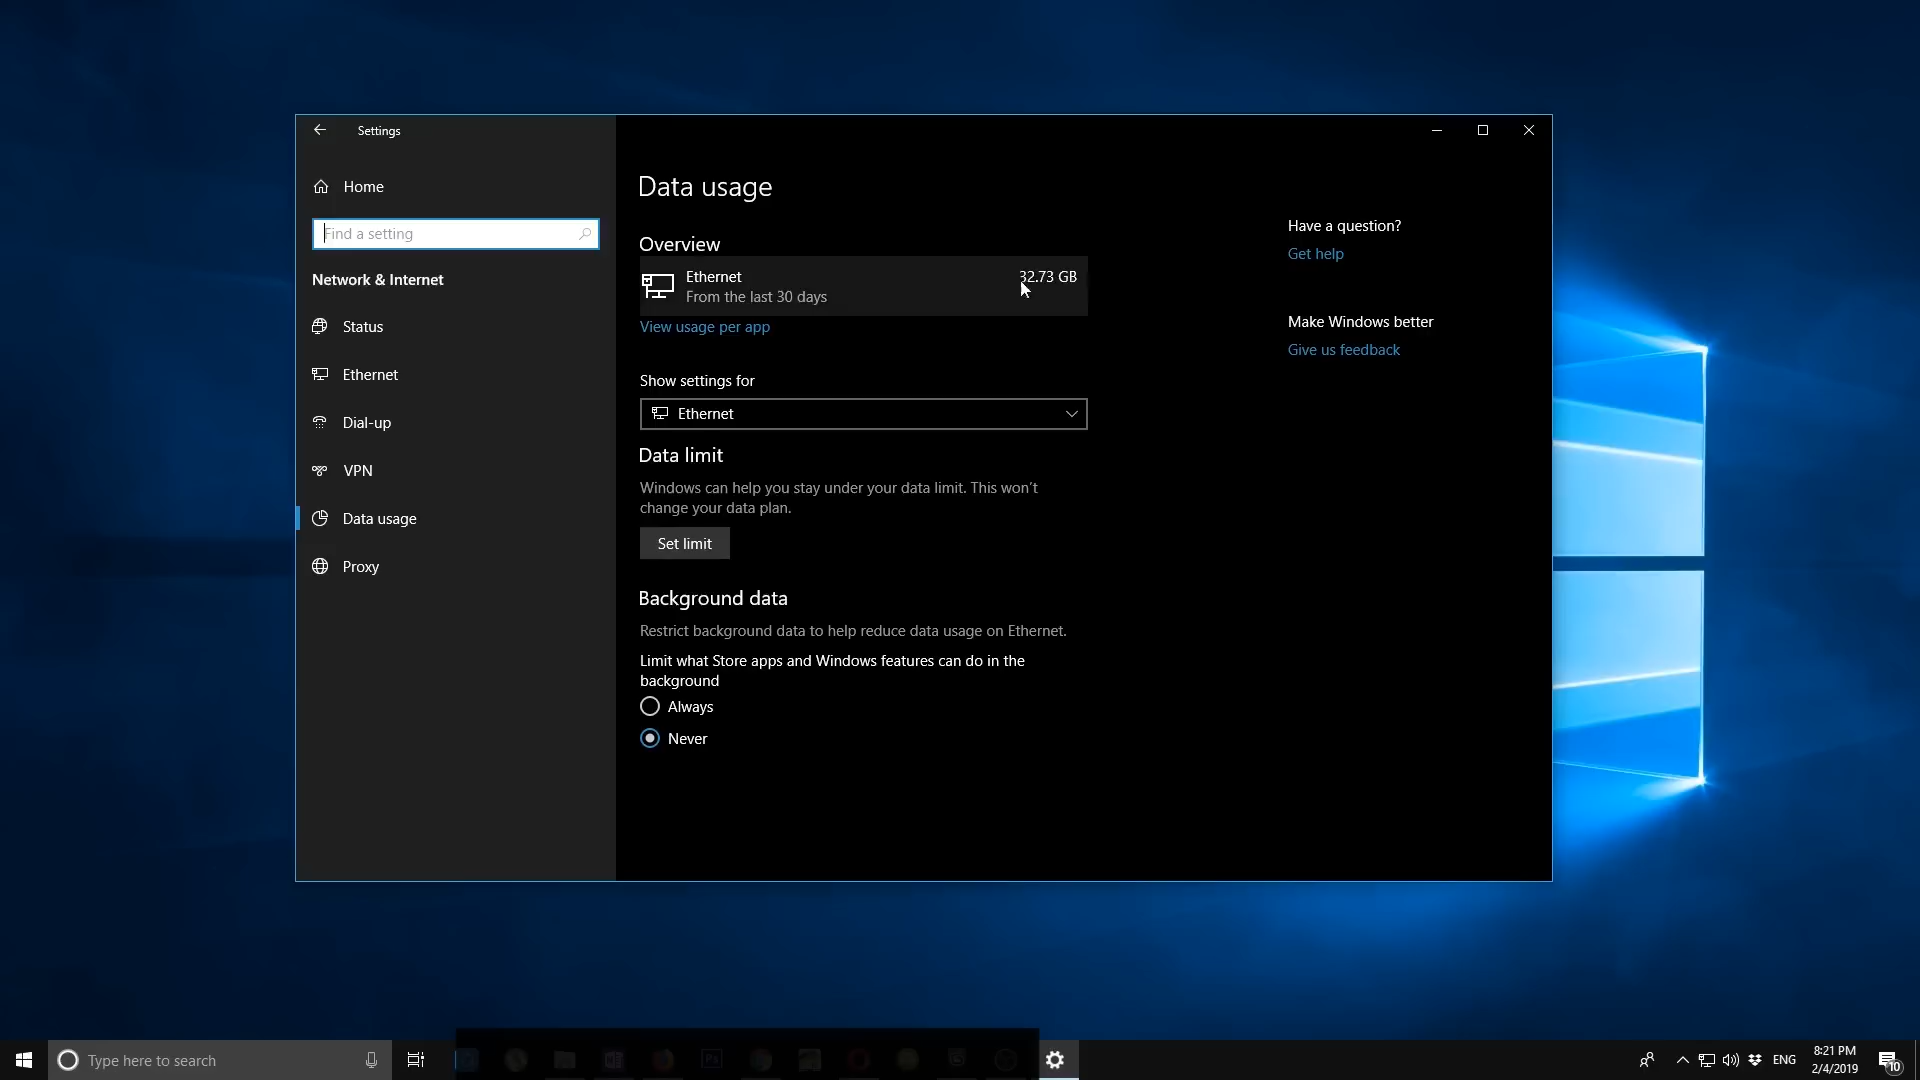 Settings
Home
Find a setting
Network & Internet
Status
Ethernet
Dial-up
VPN
Data usage
Proxy
Data usage
Overview
Ethernet
32.73 GB
From the last 30 days
View usage per app
Show settings for
Ethernet
Data limit
Windows can help you stay under your data limit. This won't
change your data plan.
Set limit
Background data
Restrict background data to help reduce data usage on Ethernet.
Limit what Store apps and Windows features can do in the
background
Always
Never
Have a question?
Get help
Make Windows better
Give us feedback
Type here to search
Ps
ENG
8:21 PM
2/4/2019
10